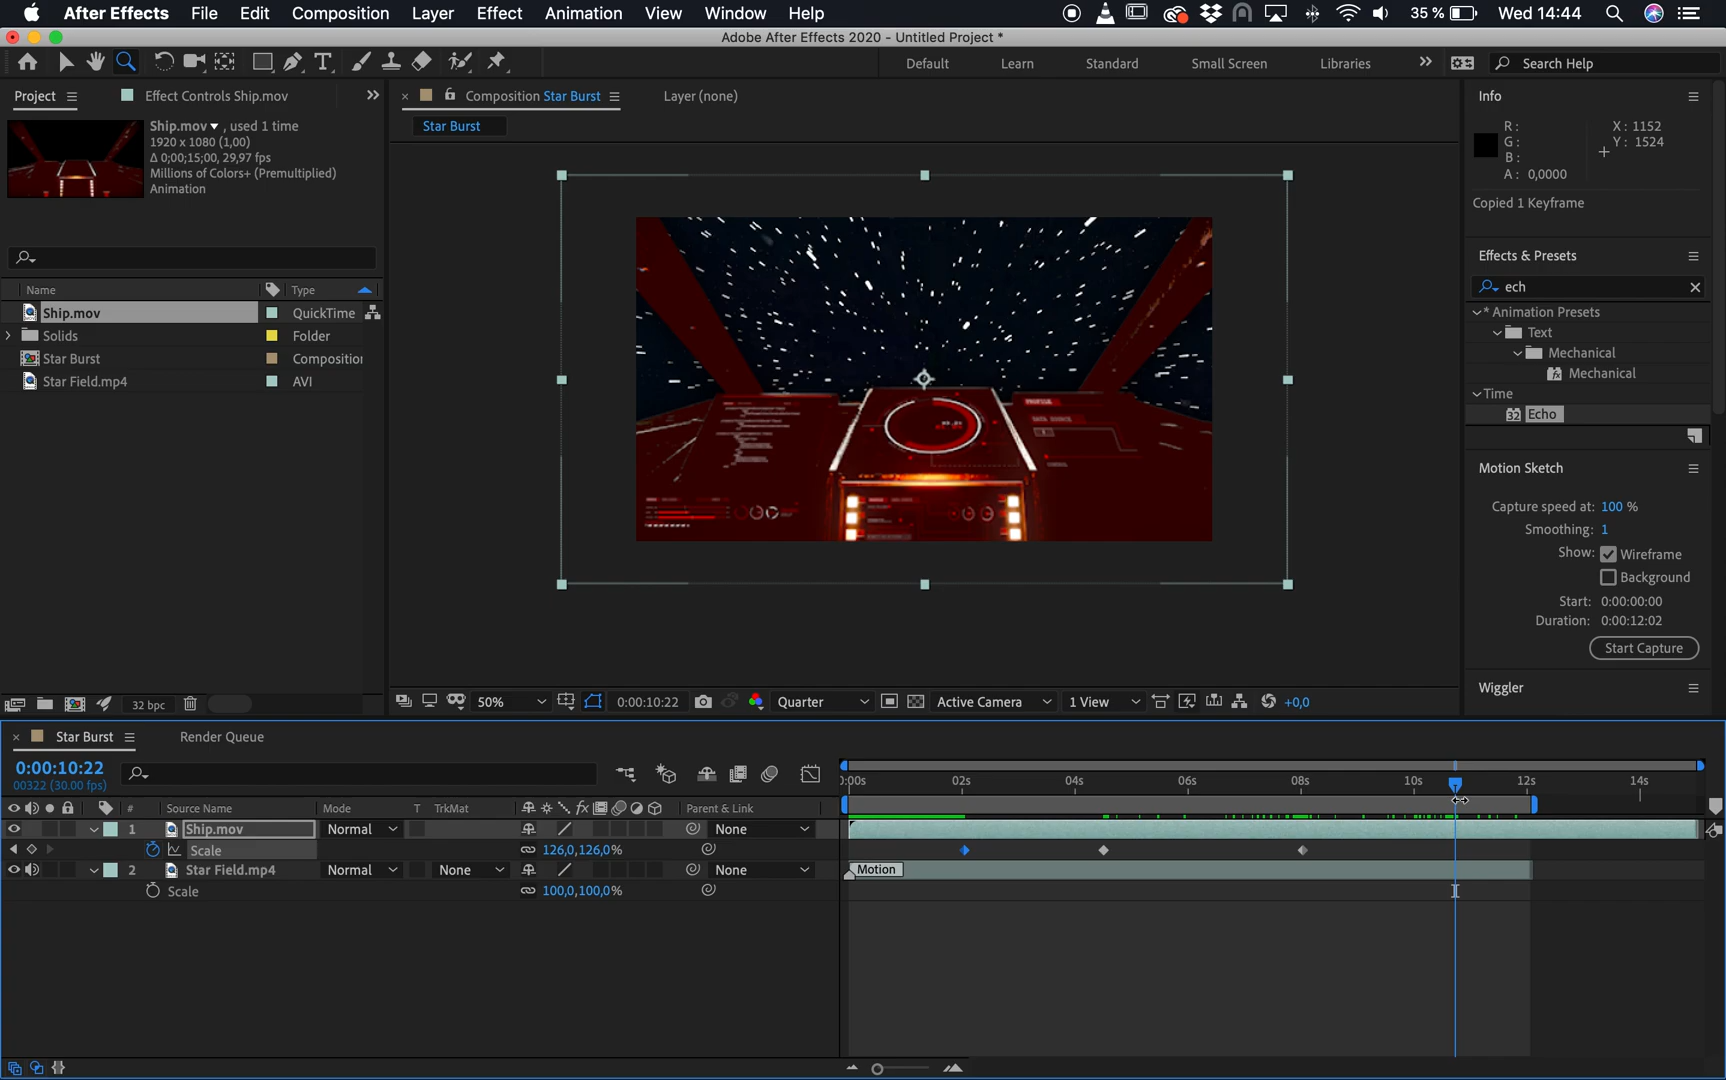 After Effects File Edit Composition Layer Effect Animation View Window Help 35 % Wed 14:44
Adobe After Effects 2020 - Untitled Project *
T Default Learn Standard Small Screen Libraries Search Help
Project Effect Controls Ship.mov
Ship.mov , used 1 time
1920 x 1080 (1,00)
Δ 0;00;15;00, 29,97 fps
Millions of Colors+ (Premultiplied)
Animation
Name Type
Ship.mov QuickTime
Solids Folder
Star Burst Composition
Star Field.mp4 AVI
32 bpc
Composition Star Burst Layer (none)
Star Burst
PROFILE
50% 0:00:10:22 Quarter Active Camera 1 View +0,0
Info
R : X : 1152
G : Y : 1524
B :
A : 0,0000
Copied 1 Keyframe
Effects & Presets
ech
* Animation Presets
Text
Mechanical
Mechanical
Time
32 Echo
Motion Sketch
Capture speed at: 100 %
Smoothing: 1
Show: Wireframe
Background
Start: 0:00:00:00
Duration: 0:00:12:02
Start Capture
Wiggler
Star Burst Render Queue
0:00:10:22
00322 (30.00 fps)
0:00s 02s 04s 06s 08s 10s 12s 14s
# Source Name Mode T TrkMat fx Parent & Link
1 Ship.mov Normal None
Scale 126,0,126,0%
2 Star Field.mp4 Normal None None Motion
Scale 100,0,100,0%